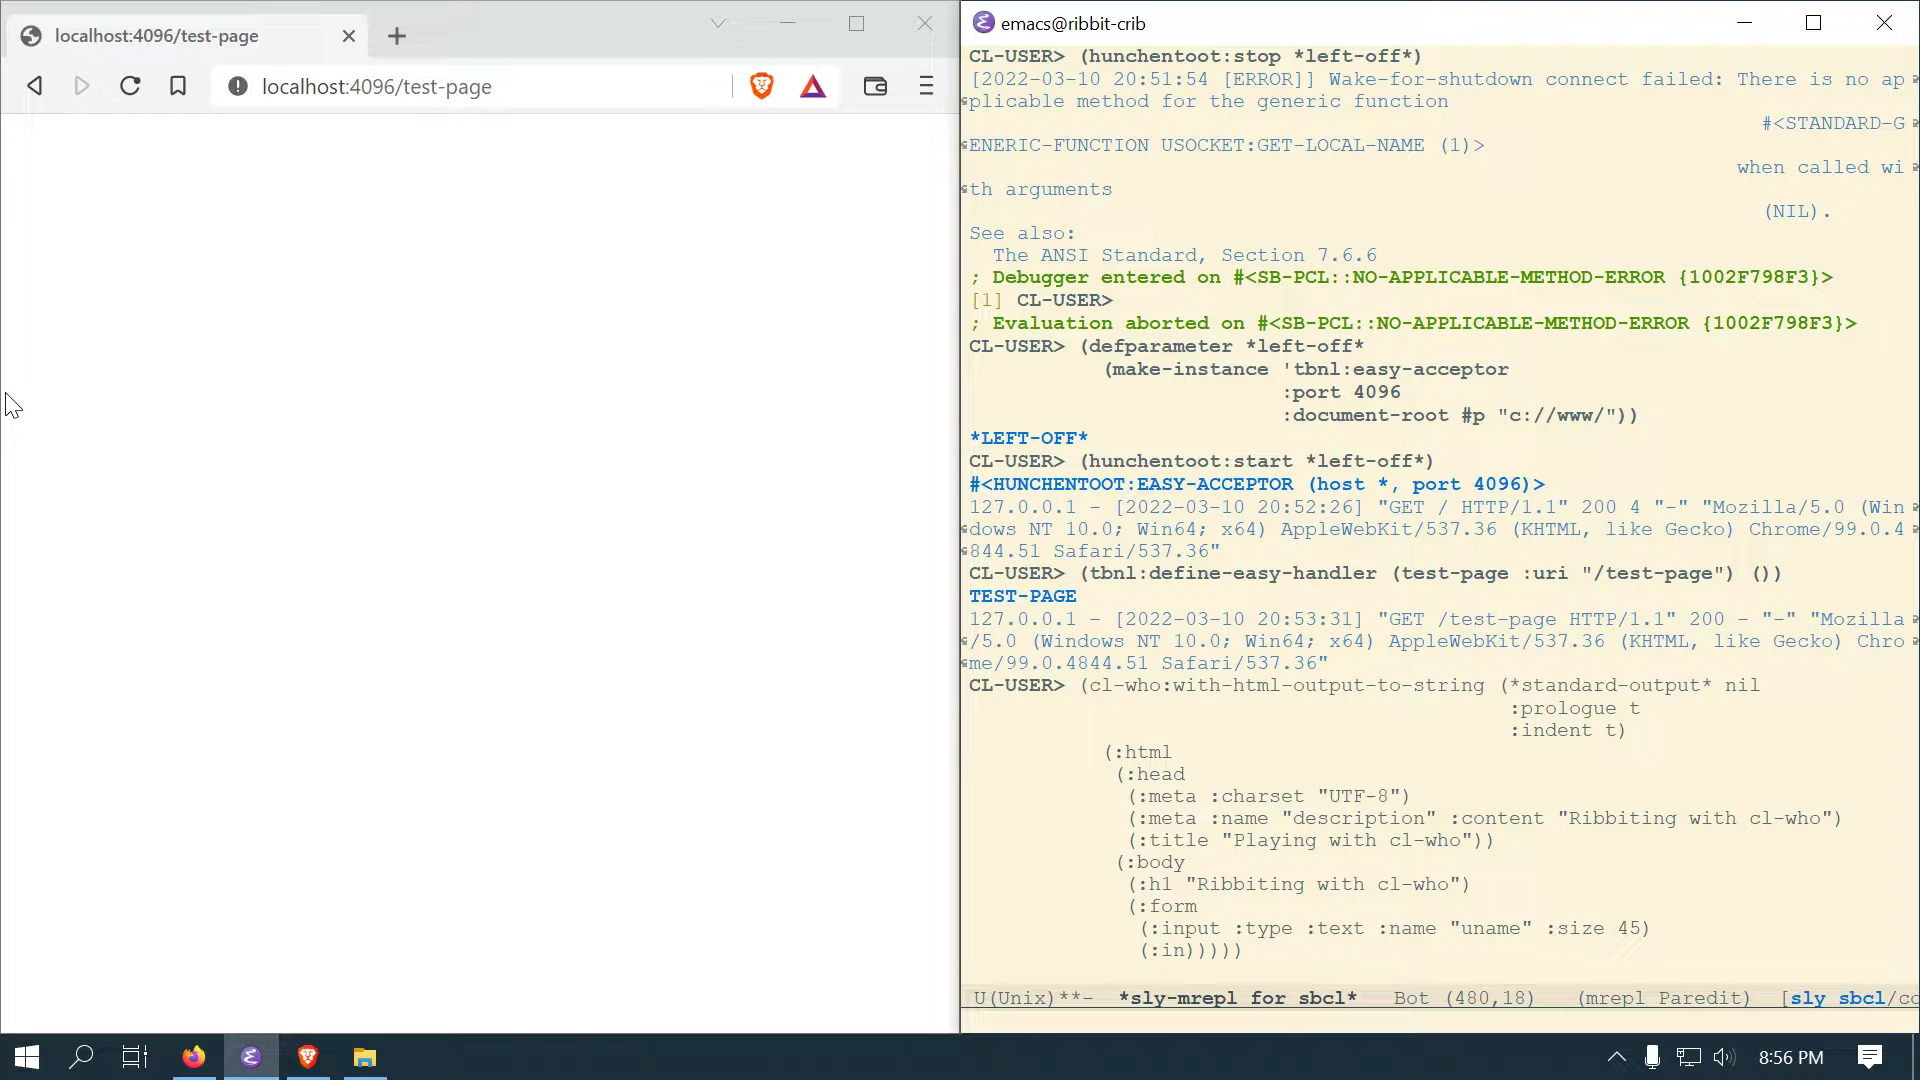 localhost:4096/test-page
localhost:4096/test-page
emacs@ribbit-crib
CL-USER> (hunchentoot:stop *left-off*)
[2022-03-10 20:51:54 [ERROR]] Wake-for-shutdown connect failed: There is no ap
plicable method for the generic function
#<STANDARD-G
ENERIC-FUNCTION USOCKET:GET-LOCAL-NAME (1)>
when called wi
th arguments
(NIL).
See also:
The ANSI Standard, Section 7.6.6
; Debugger entered on #<SB-PCL::NO-APPLICABLE-METHOD-ERROR {1002F798F3}>
[1] CL-USER>
; Evaluation aborted on #<SB-PCL::NO-APPLICABLE-METHOD-ERROR {1002F798F3}>
CL-USER> (defparameter *left-off*
(make-instance 'tbnl:easy-acceptor
:port 4096
:document-root #p "c://www/"))
*LEFT-OFF*
CL-USER> (hunchentoot:start *left-off*)
#<HUNCHENTOOT:EASY-ACCEPTOR (host *, port 4096)>
127.0.0.1 - [2022-03-10 20:52:26] "GET / HTTP/1.1" 200 4 "-" "Mozilla/5.0 (Win
dows NT 10.0; Win64; x64) AppleWebKit/537.36 (KHTML, like Gecko) Chrome/99.0.4
844.51 Safari/537.36"
CL-USER> (tbnl:define-easy-handler (test-page :uri "/test-page") ())
TEST-PAGE
127.0.0.1 - [2022-03-10 20:53:31] "GET /test-page HTTP/1.1" 200 - "-" "Mozilla
/5.0 (Windows NT 10.0; Win64; x64) AppleWebKit/537.36 (KHTML, like Gecko) Chro
me/99.0.4844.51 Safari/537.36"
CL-USER> (cl-who:with-html-output-to-string (*standard-output* nil
:prologue t
:indent t)
(:html
(:head
(:meta :charset "UTF-8")
(:meta :name "description" :content "Ribbiting with cl-who")
(:title "Playing with cl-who"))
(:body
(:h1 "Ribbiting with cl-who")
(:form
(:input :type :text :name "uname" :size 45)
(:in)))))
U(Unix)**- *sly-mrepl for sbcl* Bot (480,18) (mrepl Paredit) [sly sbcl/co
8:56 PM